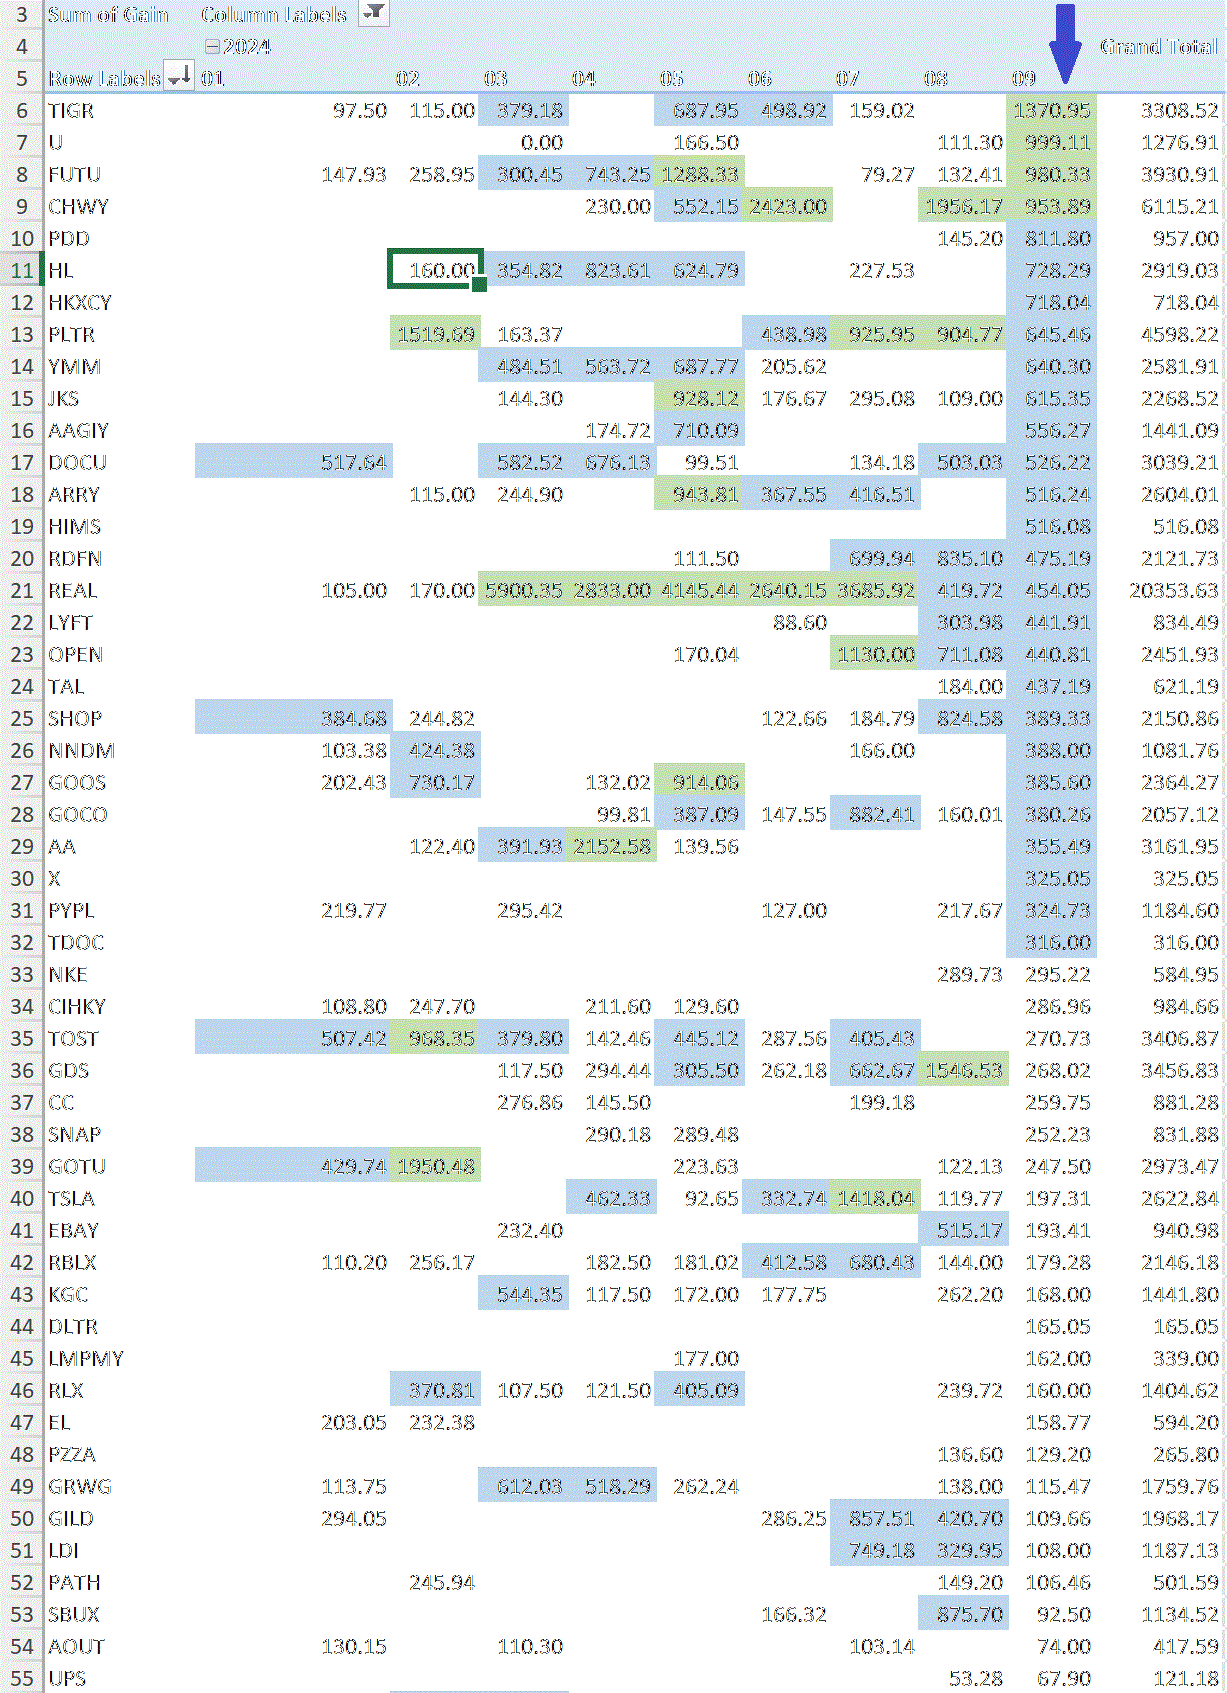 3 Sum of Gain Column Labels
4 2024 Grand Total
5 Row Labels 01 02 03 04 05 06 07 08 09
6 TIGR 97.50 115.00 379.18 687.95 498.92 159.02 1370.95 3308.52
7 U 0.00 166.50 111.30 999.11 1276.91
8 FUTU 147.93 258.95 300.45 743.25 1288.33 79.27 132.41 980.33 3930.91
9 CHWY 230.00 552.15 2423.00 1956.17 953.89 6115.21
10 PDD 145.20 811.80 957.00
11 HL 160.00 354.82 823.61 624.79 227.53 728.29 2919.03
12 HKXCY 718.04 718.04
13 PLTR 1519.69 163.37 438.98 925.95 904.77 645.46 4598.22
14 YMM 484.51 563.72 687.77 205.62 640.30 2581.91
15 JKS 144.30 928.12 176.67 295.08 109.00 615.35 2268.52
16 AAGIY 174.72 710.09 556.27 1441.09
17 DOCU 517.64 582.52 676.13 99.51 134.18 503.03 526.22 3039.21
18 ARRY 115.00 244.90 943.81 367.55 416.51 516.24 2604.01
19 HIMS 516.08 516.08
20 RDFN 111.50 699.94 835.10 475.19 2121.73
21 REAL 105.00 170.00 5900.35 2833.00 4145.44 2640.15 3685.92 419.72 454.05 20353.63
22 LYFT 88.60 303.98 441.91 834.49
23 OPEN 170.04 1130.00 711.08 440.81 2451.93
24 TAL 184.00 437.19 621.19
25 SHOP 384.68 244.82 122.66 184.79 824.58 389.33 2150.86
26 NNDM 103.38 424.38 166.00 388.00 1081.76
27 GOOS 202.43 730.17 132.02 914.06 385.60 2364.27
28 GOCO 99.81 387.09 147.55 882.41 160.01 380.26 2057.12
29 AA 122.40 391.93 2152.58 139.56 355.49 3161.95
30 X 325.05 325.05
31 PYPL 219.77 295.42 127.00 217.67 324.73 1184.60
32 TDOC 316.00 316.00
33 NKE 289.73 295.22 584.95
34 CIHKY 108.80 247.70 211.60 129.60 286.96 984.66
35 TOST 507.42 968.35 379.80 142.46 445.12 287.56 405.43 270.73 3406.87
36 GDS 117.50 294.44 305.50 262.18 662.67 1546.53 268.02 3456.83
37 CC 276.86 145.50 199.18 259.75 881.28
38 SNAP 290.18 289.48 252.23 831.88
39 GOTU 429.74 1950.48 223.63 122.13 247.50 2973.47
40 TSLA 462.33 92.65 332.74 1418.04 119.77 197.31 2622.84
41 EBAY 232.40 515.17 193.41 940.98
42 RBLX 110.20 256.17 182.50 181.02 412.58 680.43 144.00 179.28 2146.18
43 KGC 544.35 117.50 172.00 177.75 262.20 168.00 1441.80
44 DLTR 165.05 165.05
45 LMPMY 177.00 162.00 339.00
46 RLX 370.81 107.50 121.50 405.09 239.72 160.00 1404.62
47 EL 203.05 232.38 158.77 594.20
48 PZZA 136.60 129.20 265.80
49 GRWG 113.75 612.03 518.29 262.24 138.00 115.47 1759.76
50 GILD 294.05 286.25 857.51 420.70 109.66 1968.17
51 LDI 749.18 329.95 108.00 1187.13
52 PATH 245.94 149.20 106.46 501.59
53 SBUX 166.32 875.70 92.50 1134.52
54 AOUT 130.15 110.30 103.14 74.00 417.59
55 UPS 53.28 67.90 121.18